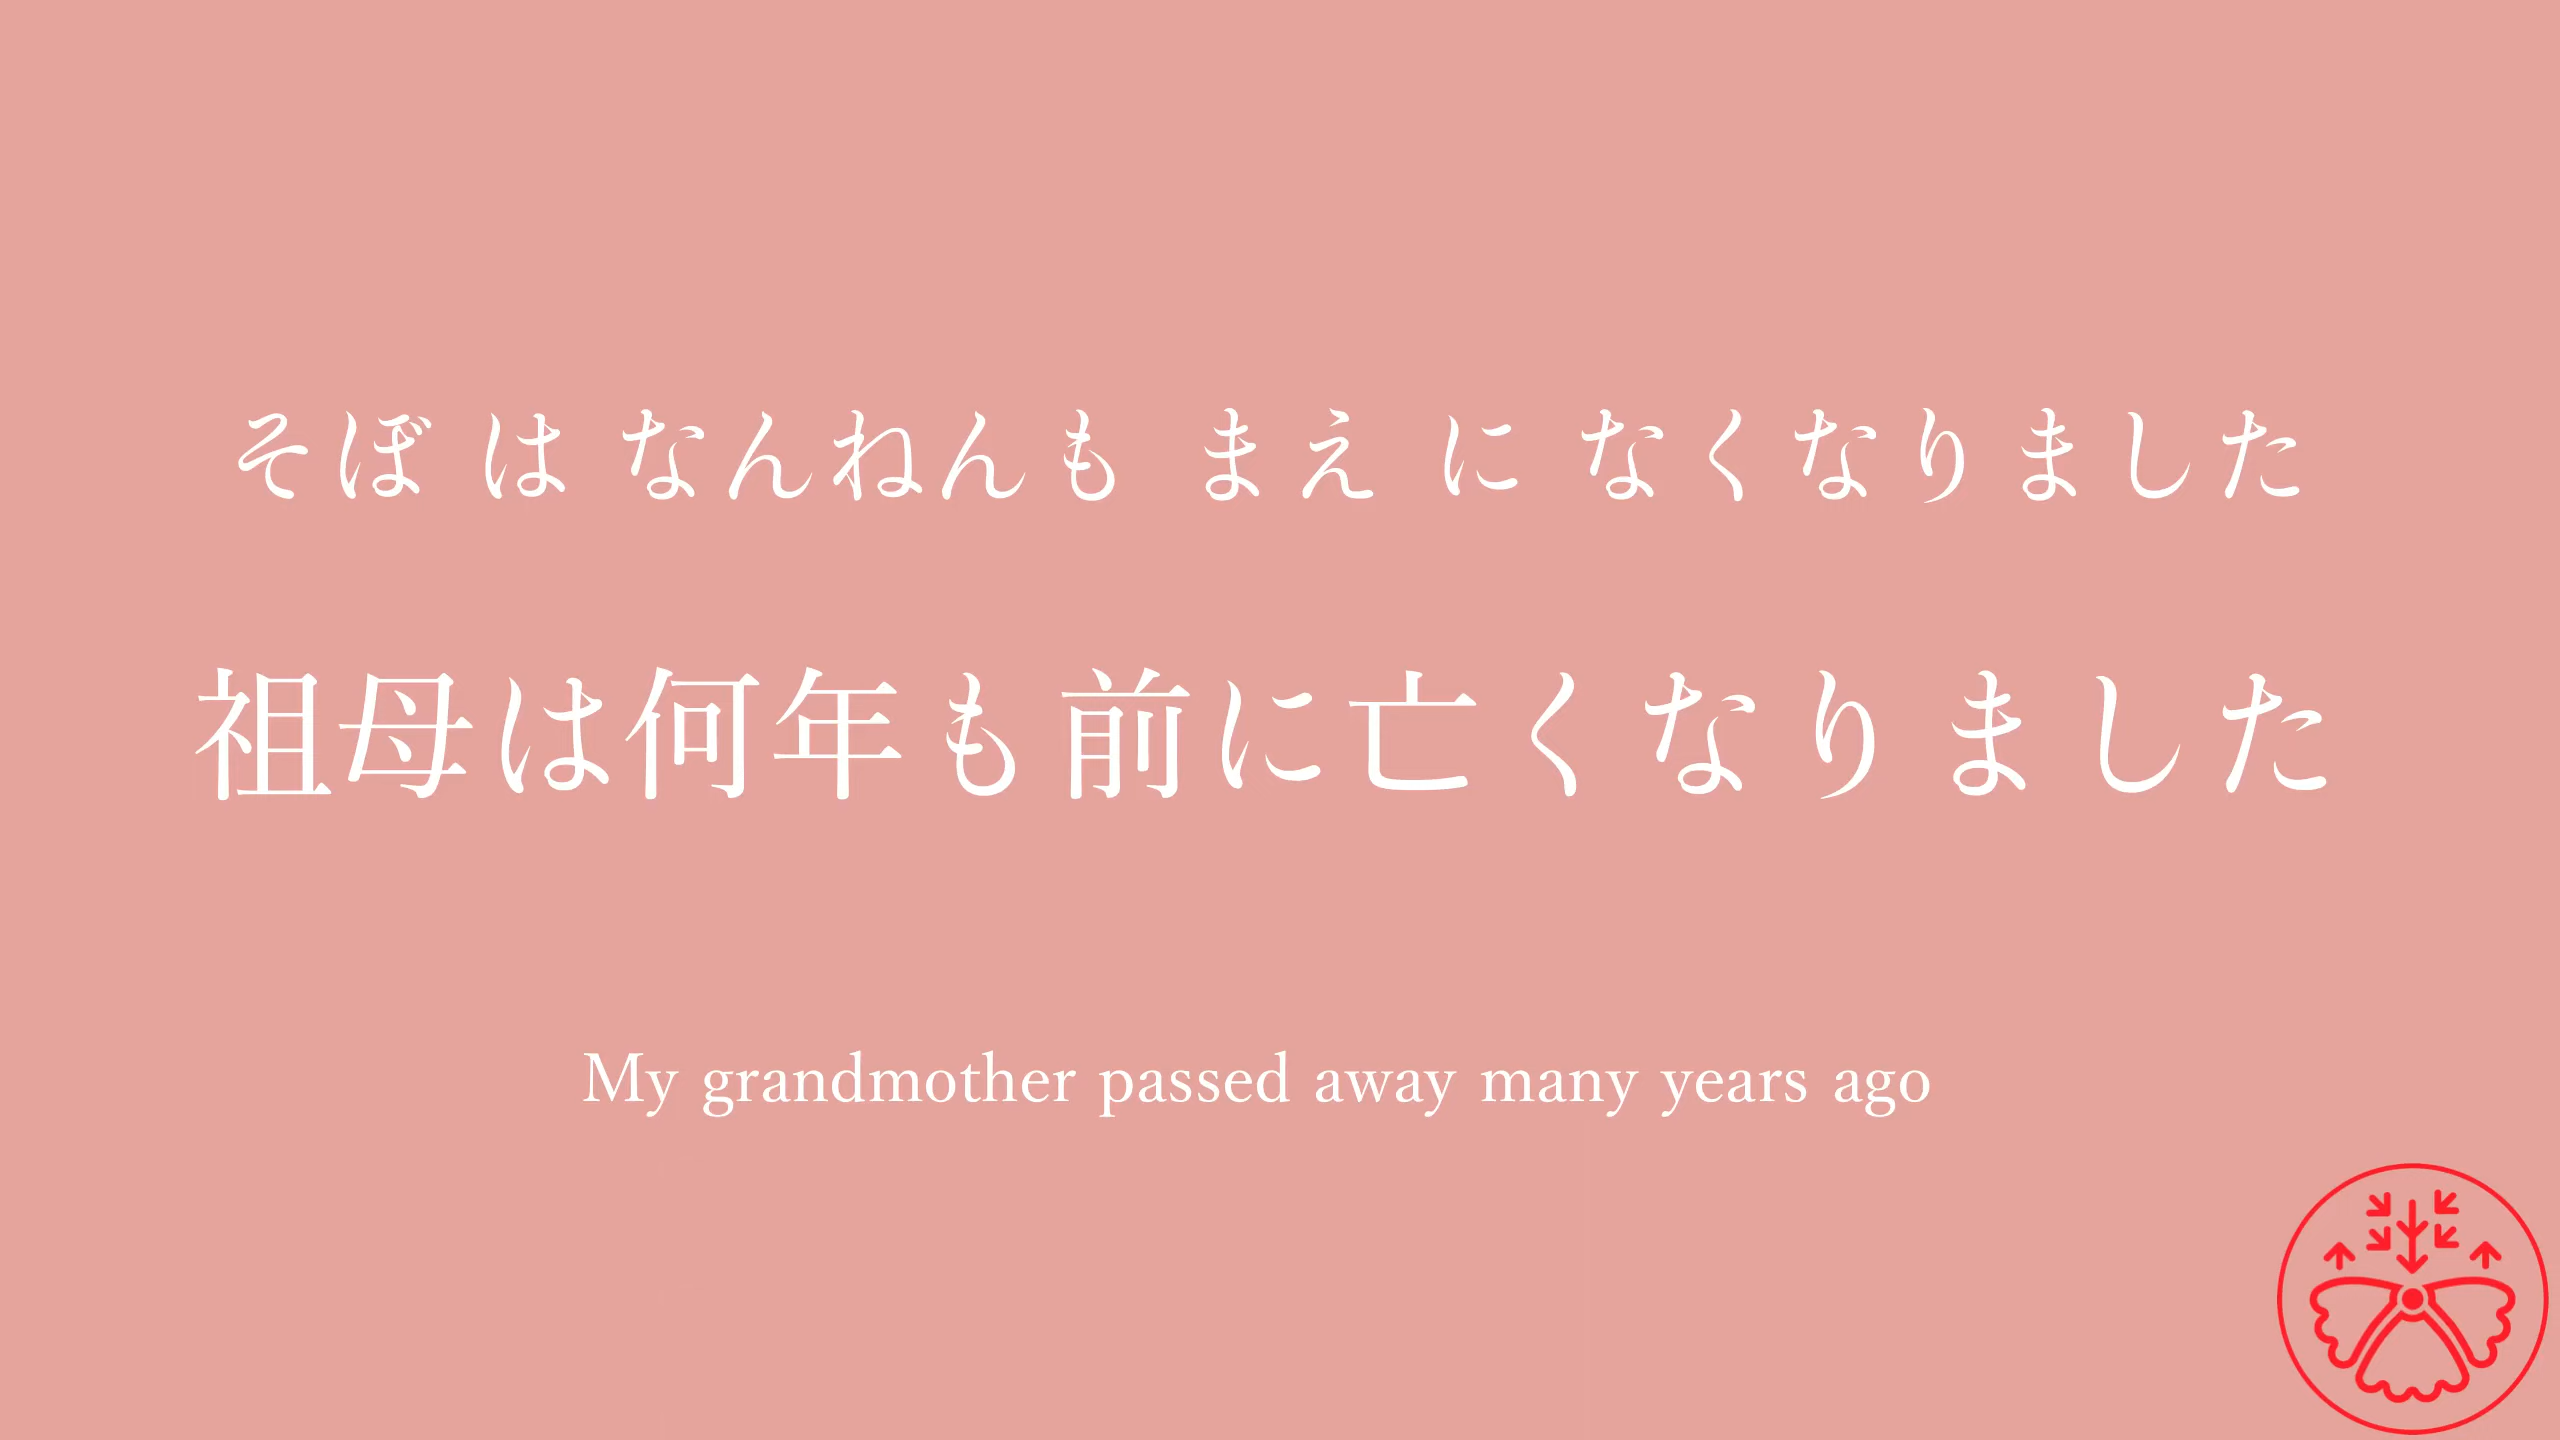 そぼ は なんねんも まえ に なくなりました
祖母は何年も前に亡くなりました
My grandmother passed away many years ago